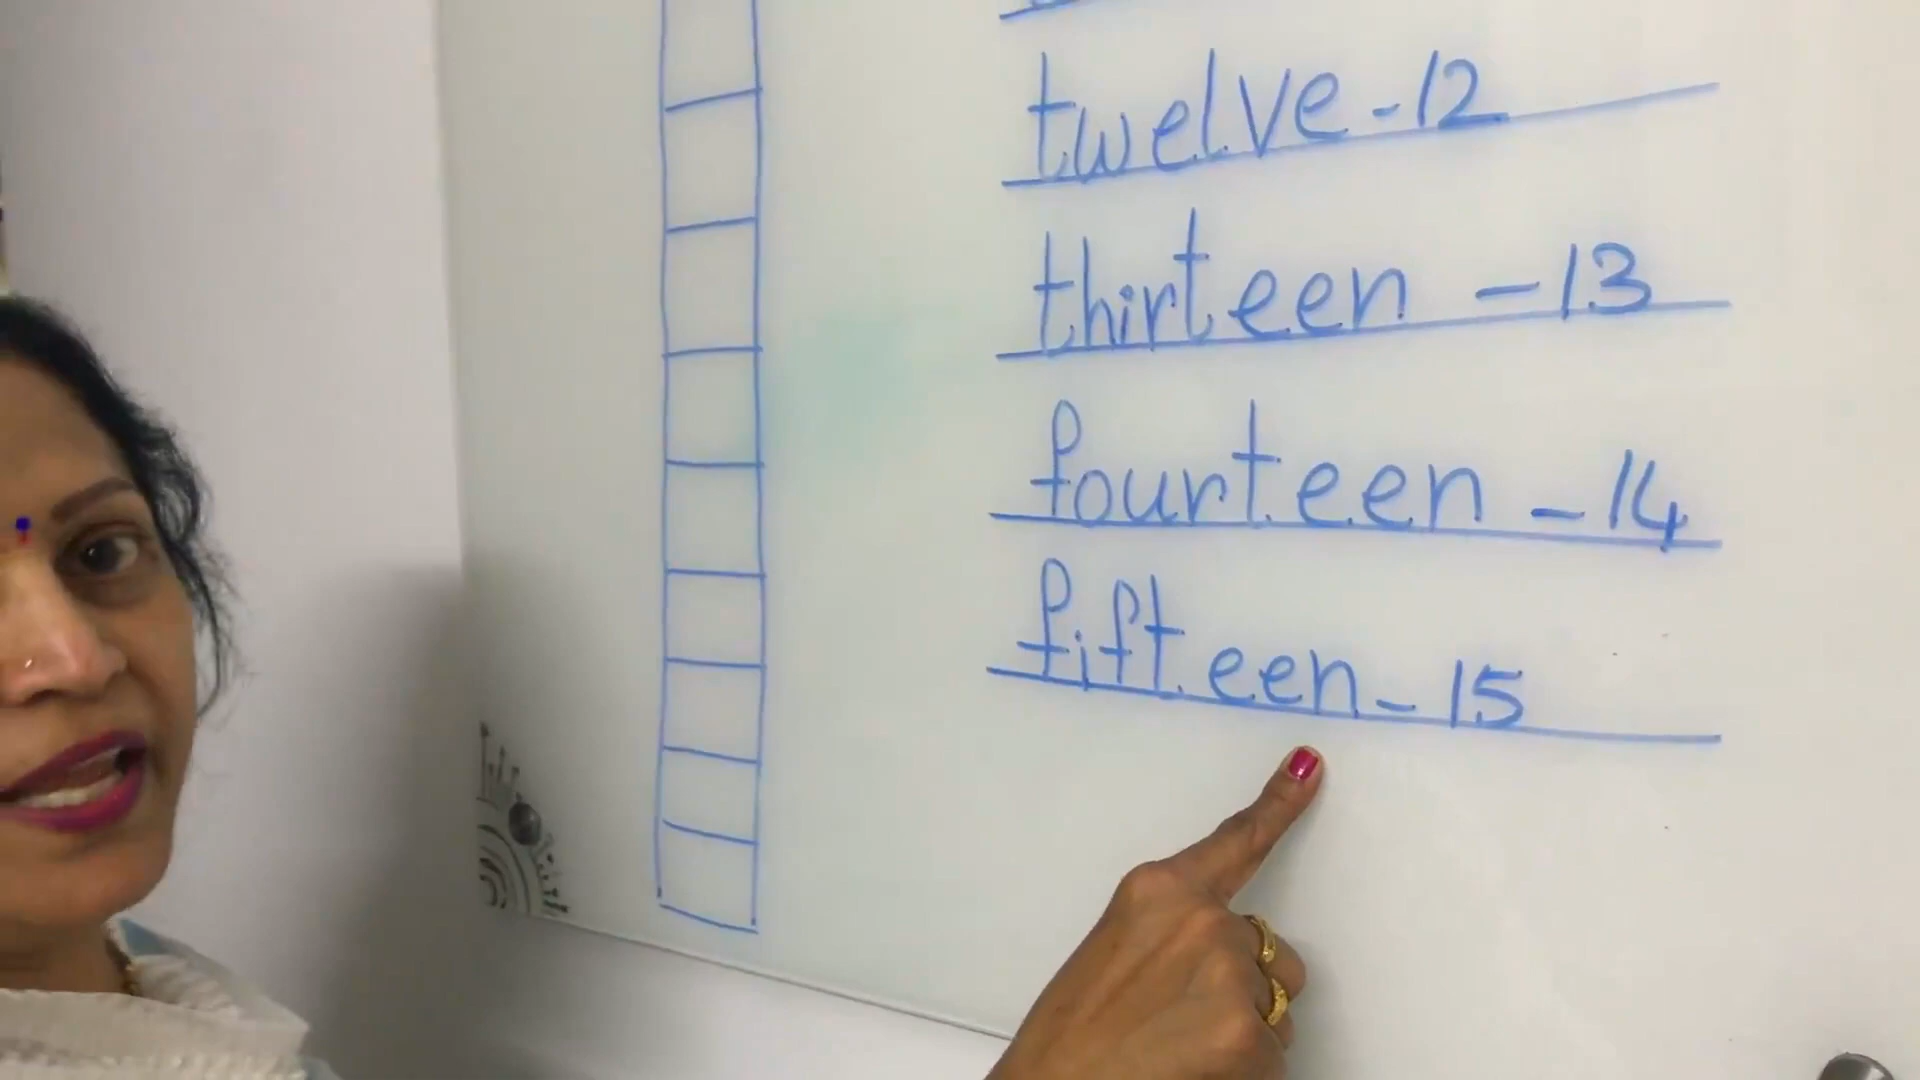 twelve - 12
thirteen - 13
fourteen - 14
fifteen - 15